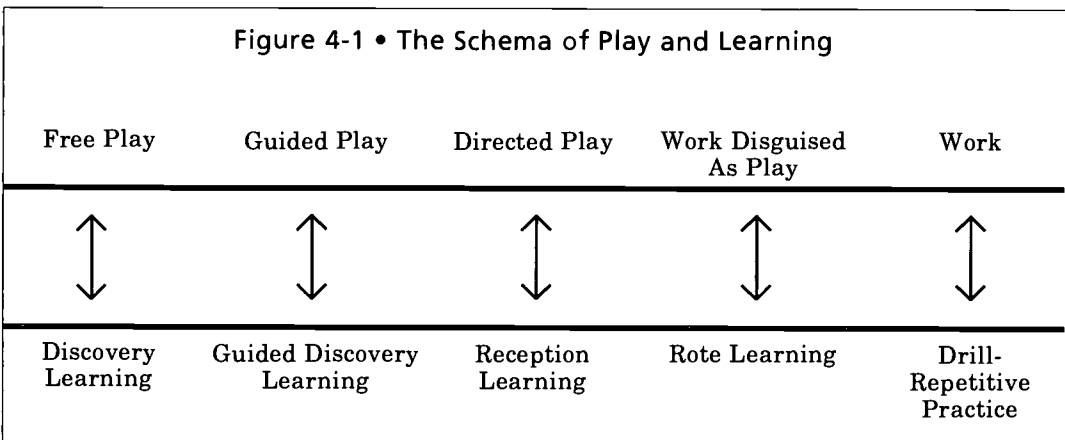 Figure 4-1 • The Schema of Play and Learning
Free Play Guided Play Directed Play Work Disguised Work
As Play
Discovery Guided Discovery Reception Rote Learning Drill-
Learning Learning Learning Repetitive
Practice